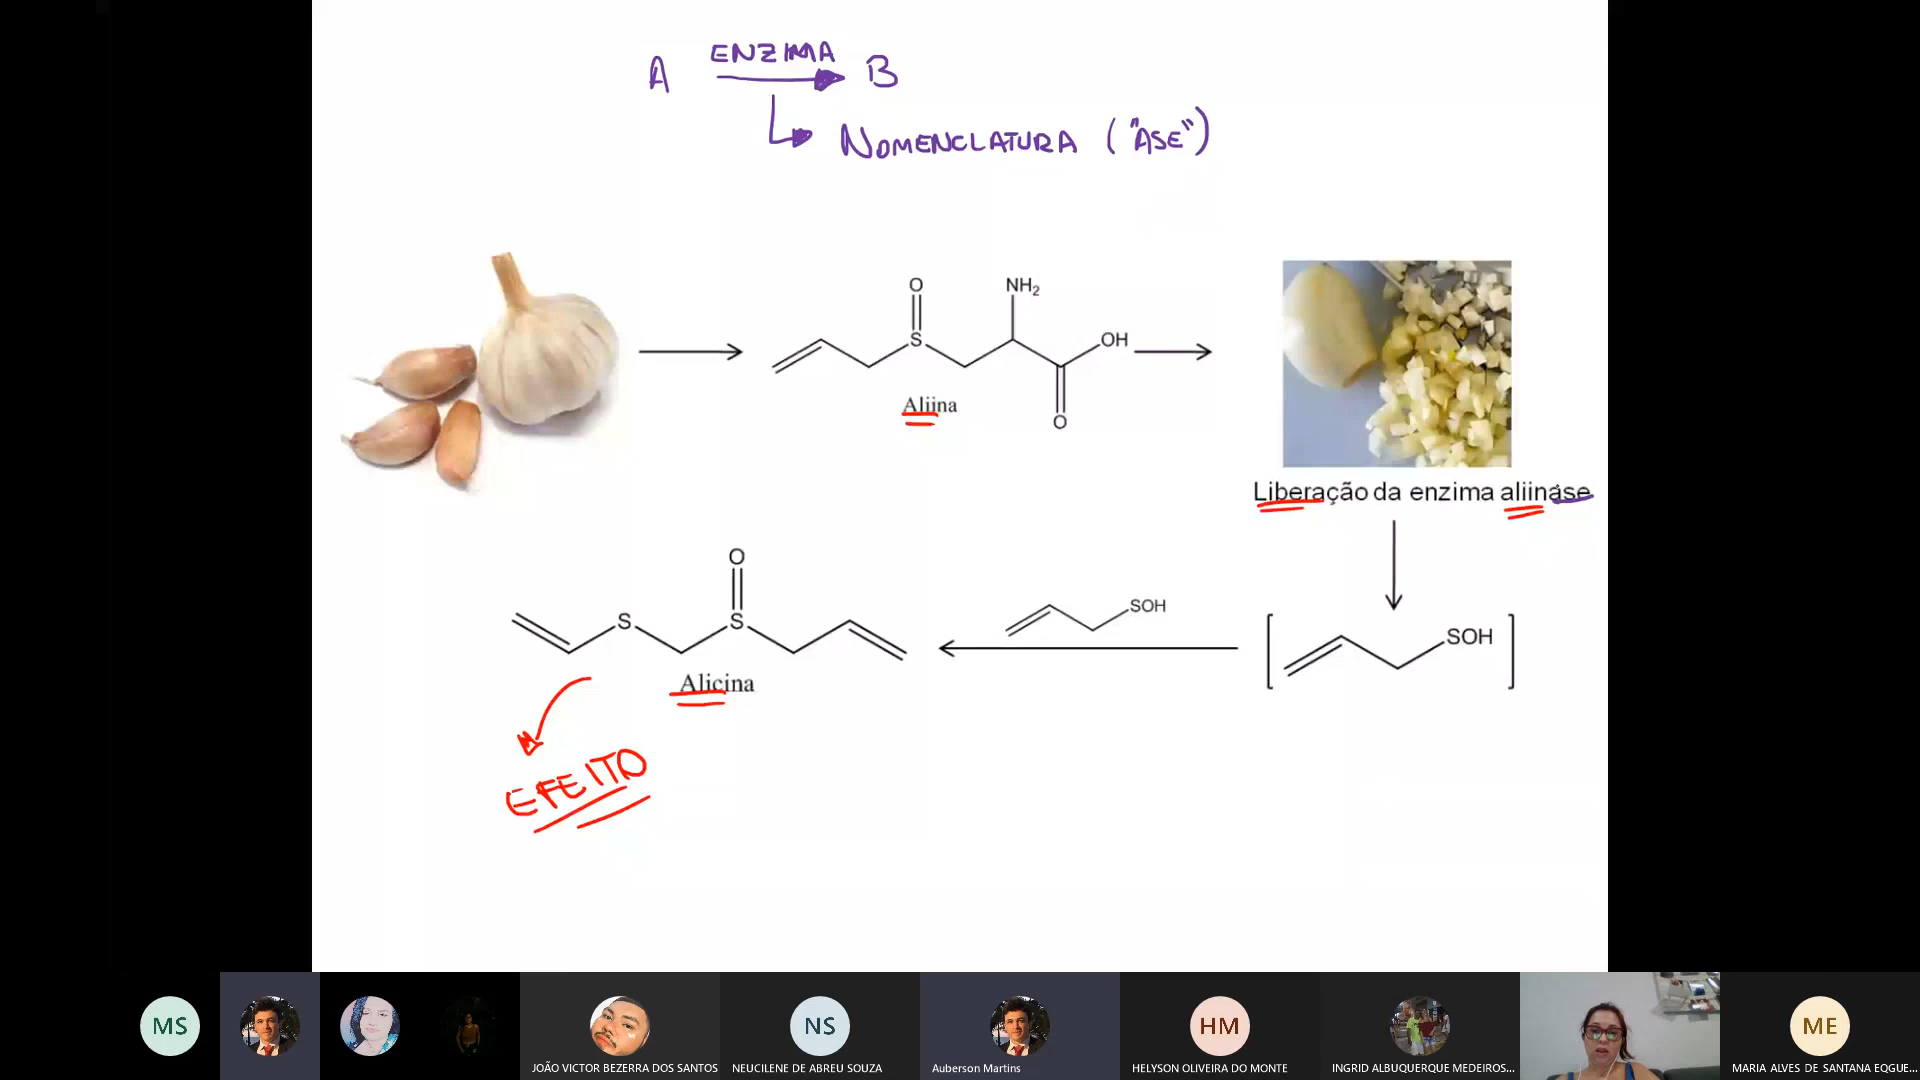 A ENZIMA B
NOMENCLATURA ("ASE")
O
NH₂
S
OH
O
Aliina
Liberação da enzima aliinase
O
S
S
Alicina
SOH
SOH
EFEITO
MS
NS
HM
ME
JOÃO VICTOR BEZERRA DOS SANTOS
NEUCILENE DE ABREU SOUZA
Auberson Martins
HELYSON OLIVEIRA DO MONTE
INGRID ALBUQUERQUE MEDEIROS...
MARIA ALVES DE SANTANA EQGUE...